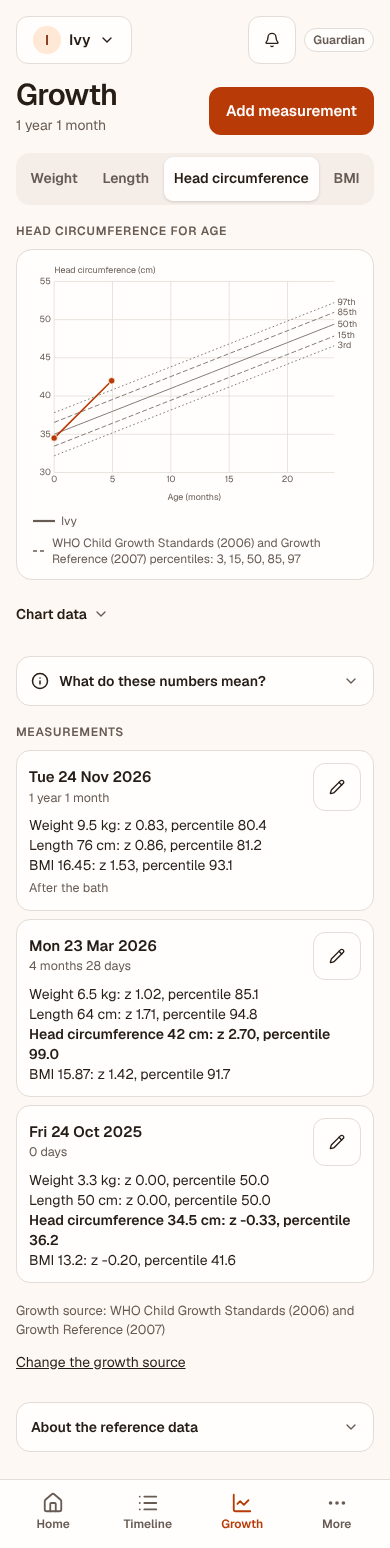 I Ivy
Guardian
Growth
1 year 1 month
Add measurement
Weight Length Head circumference BMI
HEAD CIRCUMFERENCE FOR AGE
Head circumference (cm)
55
50
45
40
35
30
97th
85th
50th
15th
3rd
0 5 10 15 20
Age (months)
Ivy
WHO Child Growth Standards (2006) and Growth
Reference (2007) percentiles: 3, 15, 50, 85, 97
Chart data
What do these numbers mean?
MEASUREMENTS
Tue 24 Nov 2026
1 year 1 month
Weight 9.5 kg: z 0.83, percentile 80.4
Length 76 cm: z 0.86, percentile 81.2
BMI 16.45: z 1.53, percentile 93.1
After the bath
Mon 23 Mar 2026
4 months 28 days
Weight 6.5 kg: z 1.02, percentile 85.1
Length 64 cm: z 1.71, percentile 94.8
Head circumference 42 cm: z 2.70, percentile
99.0
BMI 15.87: z 1.42, percentile 91.7
Fri 24 Oct 2025
0 days
Weight 3.3 kg: z 0.00, percentile 50.0
Length 50 cm: z 0.00, percentile 50.0
Head circumference 34.5 cm: z -0.33, percentile
36.2
BMI 13.2: z -0.20, percentile 41.6
Growth source: WHO Child Growth Standards (2006) and
Growth Reference (2007)
Change the growth source
About the reference data
Home Timeline Growth More